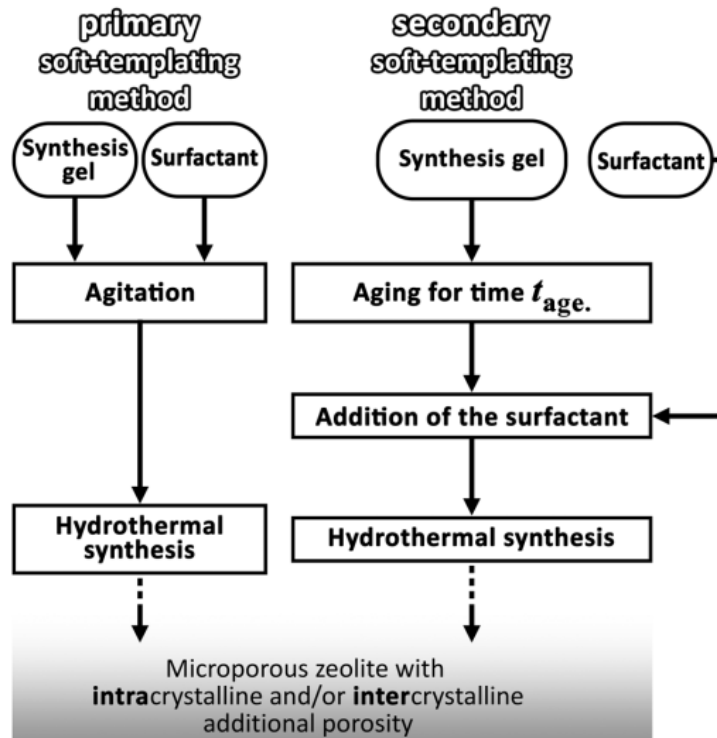 primary
soft-templating
method
Synthesis
gel
Surfactant
Agitation
Hydrothermal
synthesis
secondary
soft-templating
method
Synthesis gel
Surfactant
Aging for time t_age.
Addition of the surfactant
Hydrothermal synthesis
Microporous zeolite with
intracrystalline and/or intercrystalline
additional porosity